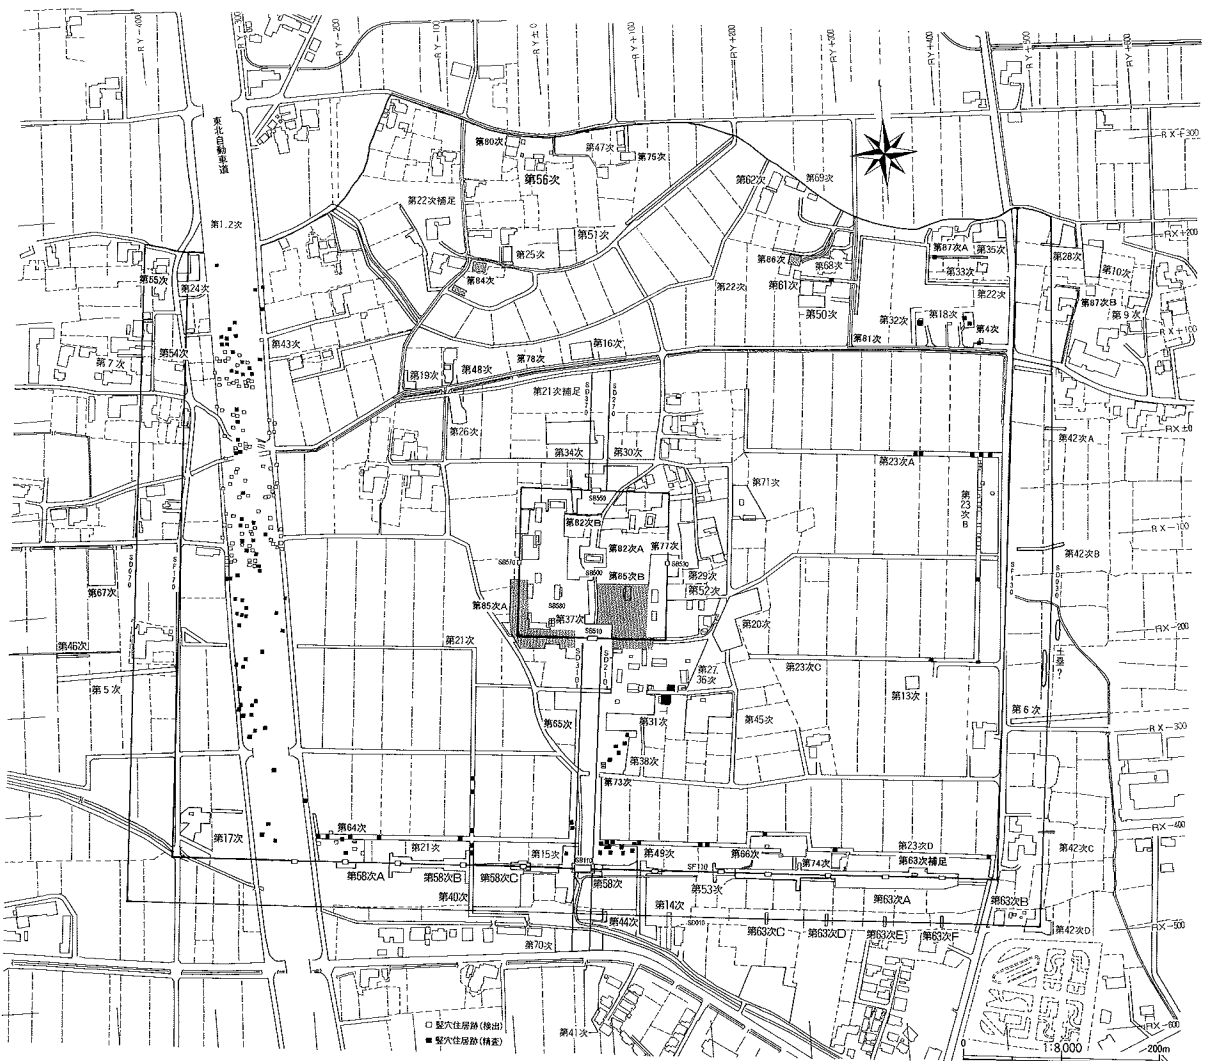 RY-400
RY-300
RY-200
RY-100
RY±0
RY+100
RY+200
RY+300
RY+400
RY+500
RY+600
東北自動車道
RX+300
第80次
第47次
第75次
第56次
第62次
第69次
第22次補足
第1.2次
第51次
第25次
第84次
第87次A
第35次
RX+200
第28次
第10次
第86次
第68次
第33次
第55次
第24次
第61次
第22次
第22次
第87次B
第50次
第32次
第18次
第4次
第9次
RX+100
第43次
第54次
第7次
第16次
第78次
第81次
第19次
第48次
第21次補足
SD370
SD270
第26次
第34次
第30次
第42次A
RX±0
第23次A
第71次
第23次B
SB550
第82次B
第82次A
第77次
RX-100
第42次B
SD070
SF170
SB570
SB500
SB530
第29次
SF130
SD030
第67次
第85次B
第52次
第85次A
SB580
第37次
SB510
第20次
RX-200
第46次
第21次
SD310
SD210
土塁?
第5次
第27
36次
第23次C
第13次
第65次
第31次
第45次
第6次
RX-300
第38次
第73次
第64次
第17次
第21次
第15次
SB110
第49次
第66次
SF110
第74次
第23次D
第63次補足
RX-400
第42次C
第58次A
第58次B
第58次C
第58次
第53次
第40次
第14次
第63次A
第63次B
第44次
SD010
第63次C
第63次D
第63次E
第63次F
第42次D
RX-500
第70次
第41次
□ 竪穴住居跡(検出)
■ 竪穴住居跡(精査)
RX-600
0
1:8,000
200m